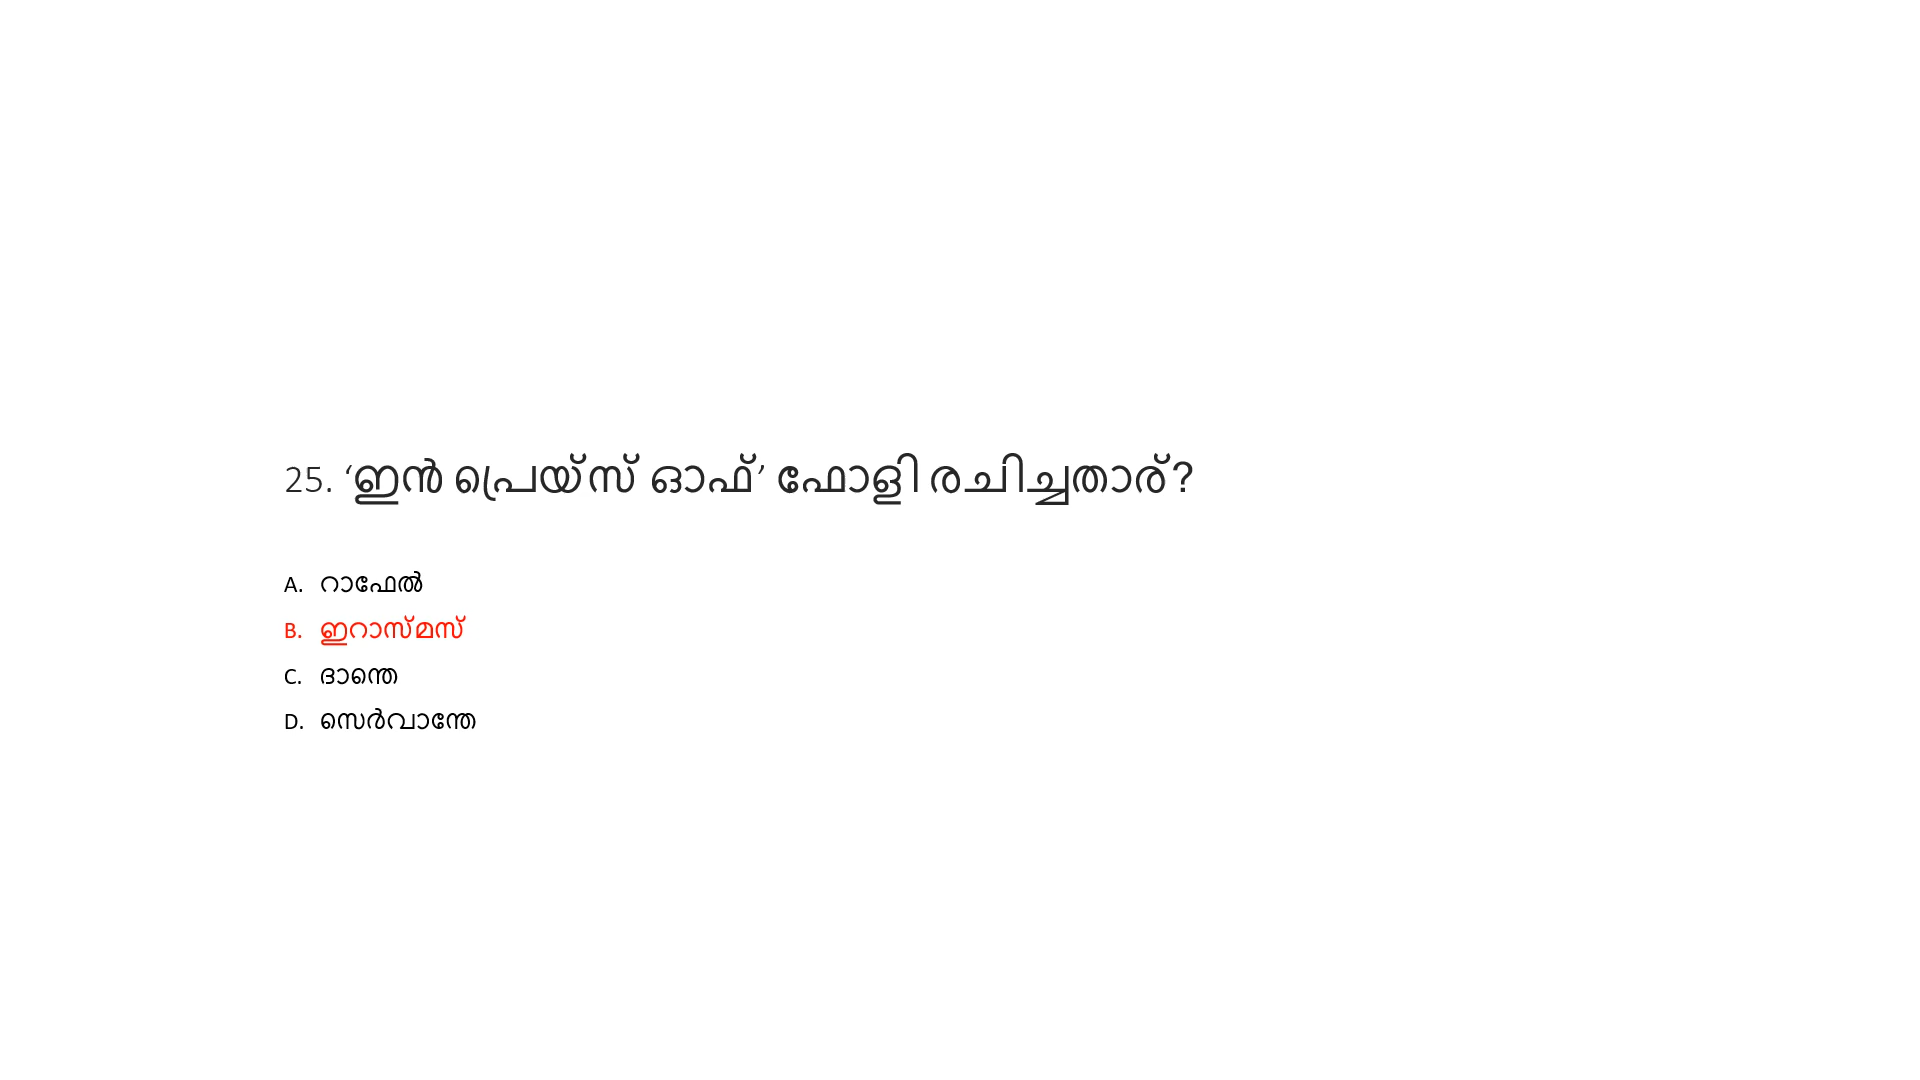 25. ‘ഇൻ പ്രെയ്സ് ഓഫ്’ ഫോളി രചിച്ചതാര്?
A. റാഫേൽ
B. ഇറാസ്മസ്
C. ദാന്തെ
D. സെർവാന്തേ